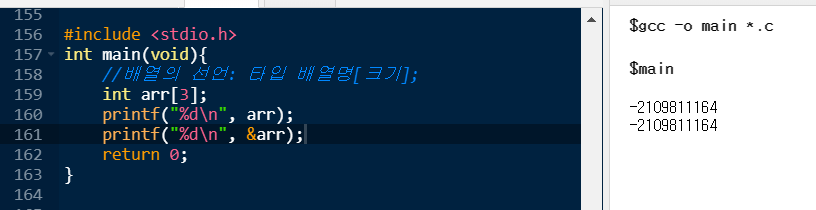 155
156 #include <stdio.h>
157 int main(void){
158 //배열의 선언: 타입 배열명[크기];
159 int arr[3];
160 printf("%d\n", arr);
161 printf("%d\n", &arr);
162 return 0;
163 }
164
$gcc -o main *.c
$main
-2109811164
-2109811164